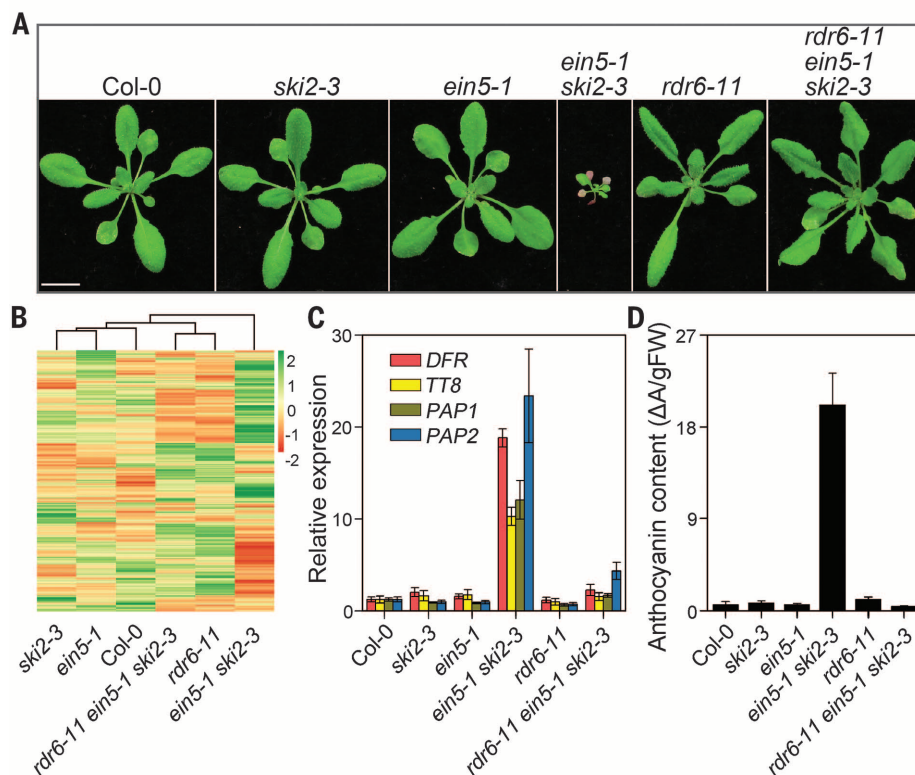 A
Col-0
ski2-3
ein5-1
ein5-1
ski2-3
rdr6-11
rdr6-11
ein5-1
ski2-3
B
2
1
0
-1
-2
ski2-3
ein5-1
Col-0
rdr6-11 ein5-1 ski2-3
rdr6-11
ein5-1 ski2-3
C
Relative expression
30
20
10
0
DFR
TT8
PAP1
PAP2
Col-0
ski2-3
ein5-1
ein5-1 ski2-3
rdr6-11
rdr6-11 ein5-1 ski2-3
D
Anthocyanin content (ΔA/gFW)
27
18
9
0
Col-0
ski2-3
ein5-1
ein5-1 ski2-3
rdr6-11
rdr6-11 ein5-1 ski2-3